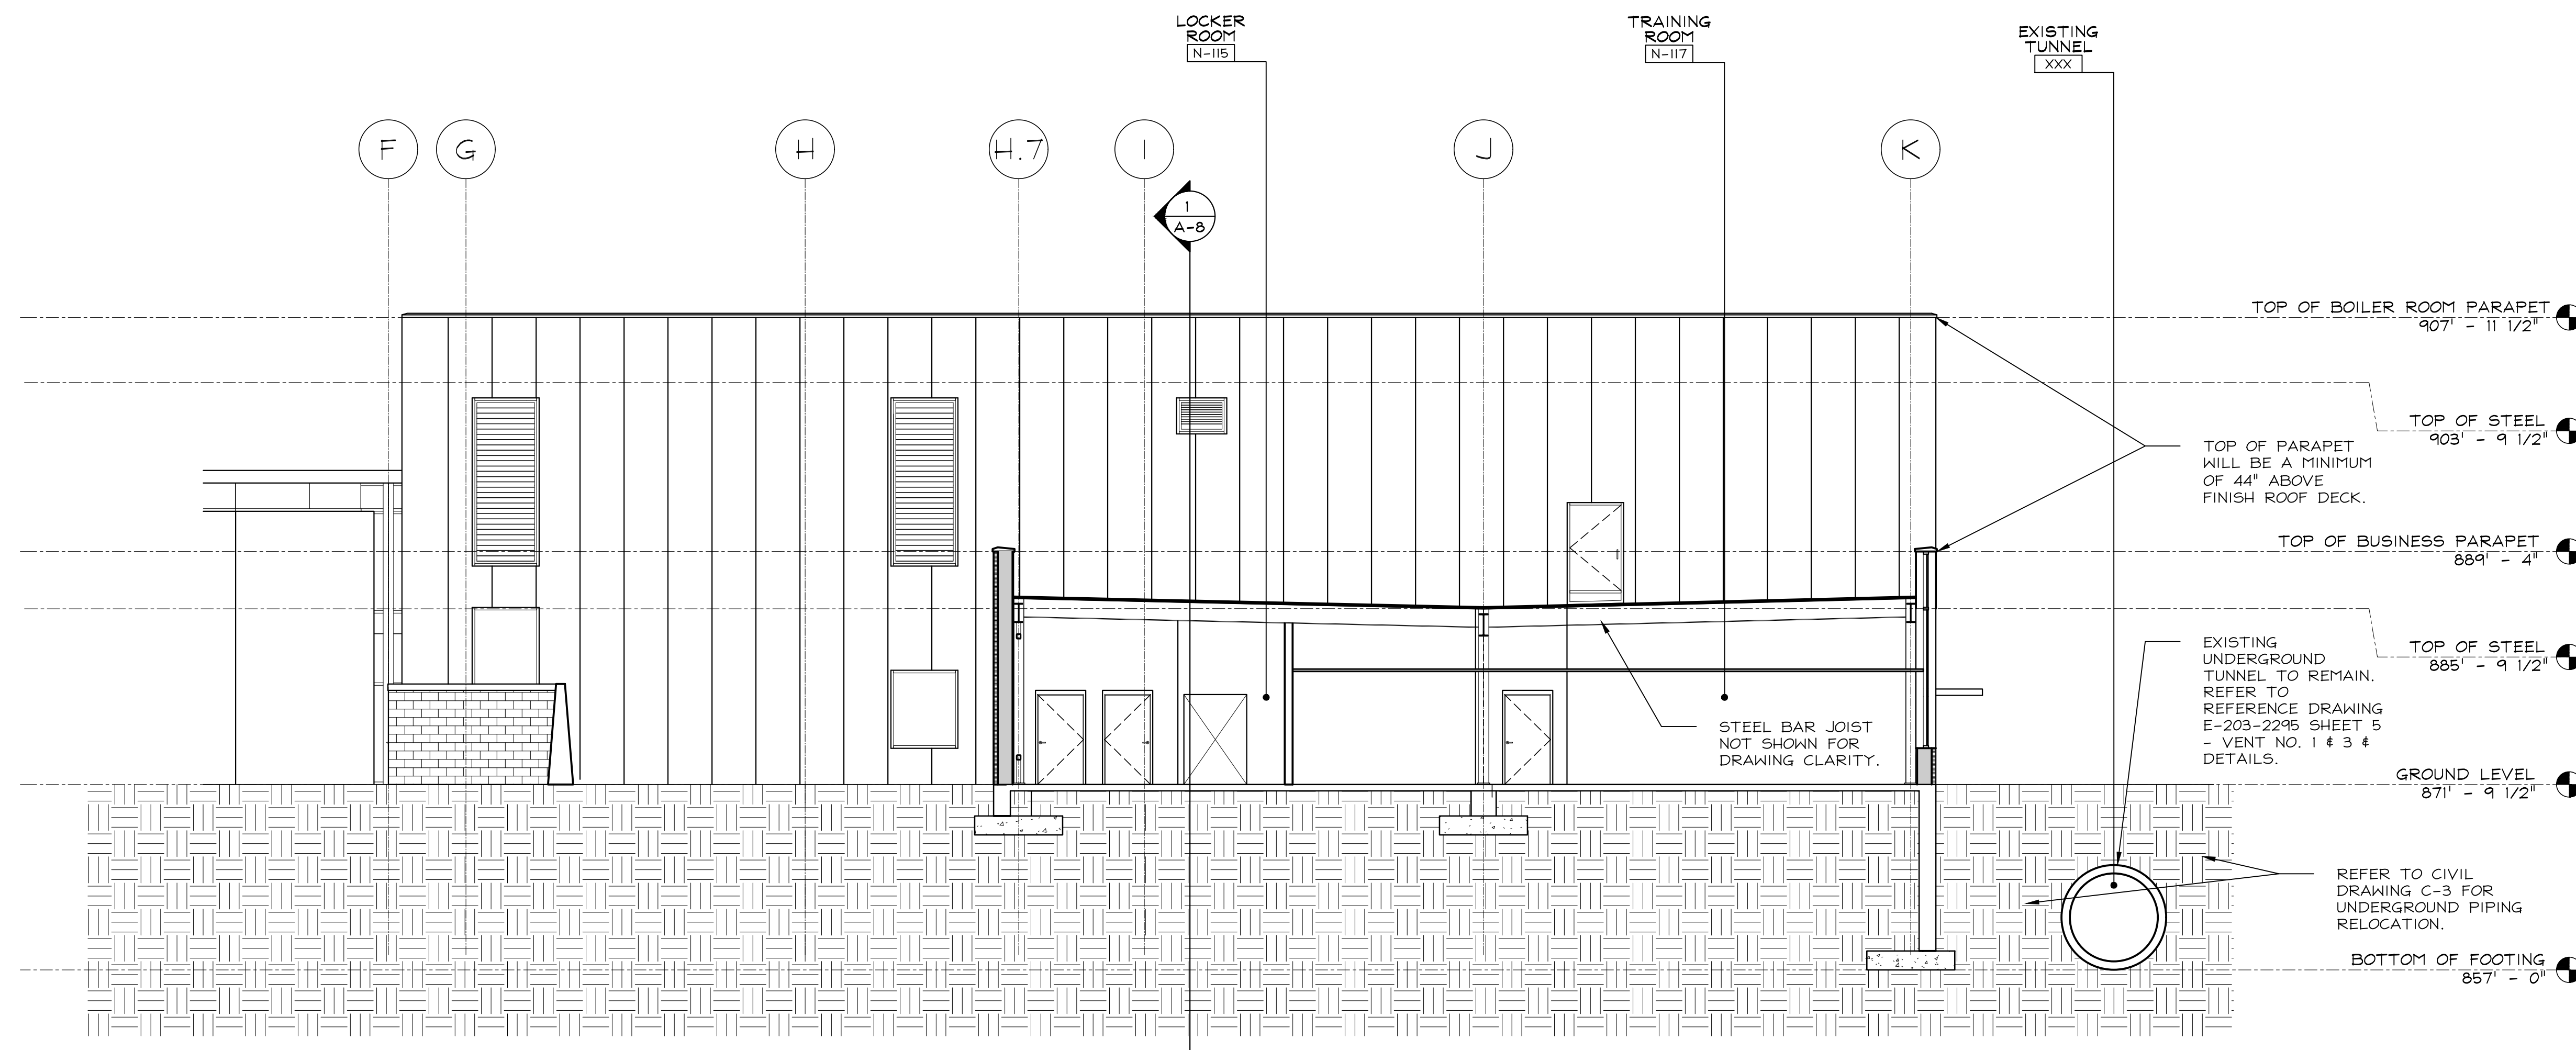 LOCKER
ROOM
N-115
TRAINING
ROOM
N-117
EXISTING
TUNNEL
XXX
F
G
H
H.7
I
J
K
1
A-8
TOP OF BOILER ROOM PARAPET
907' - 11 1/2"
TOP OF STEEL
903' - 9 1/2"
TOP OF PARAPET
WILL BE A MINIMUM
OF 44" ABOVE
FINISH ROOF DECK.
TOP OF BUSINESS PARAPET
889' - 4"
TOP OF STEEL
885' - 9 1/2"
EXISTING
UNDERGROUND
TUNNEL TO REMAIN.
REFER TO
REFERENCE DRAWING
E-203-2295 SHEET 5
- VENT NO. 1 & 3 &
DETAILS.
STEEL BAR JOIST
NOT SHOWN FOR
DRAWING CLARITY.
GROUND LEVEL
871' - 9 1/2"
REFER TO CIVIL
DRAWING C-3 FOR
UNDERGROUND PIPING
RELOCATION.
BOTTOM OF FOOTING
857' - 0"